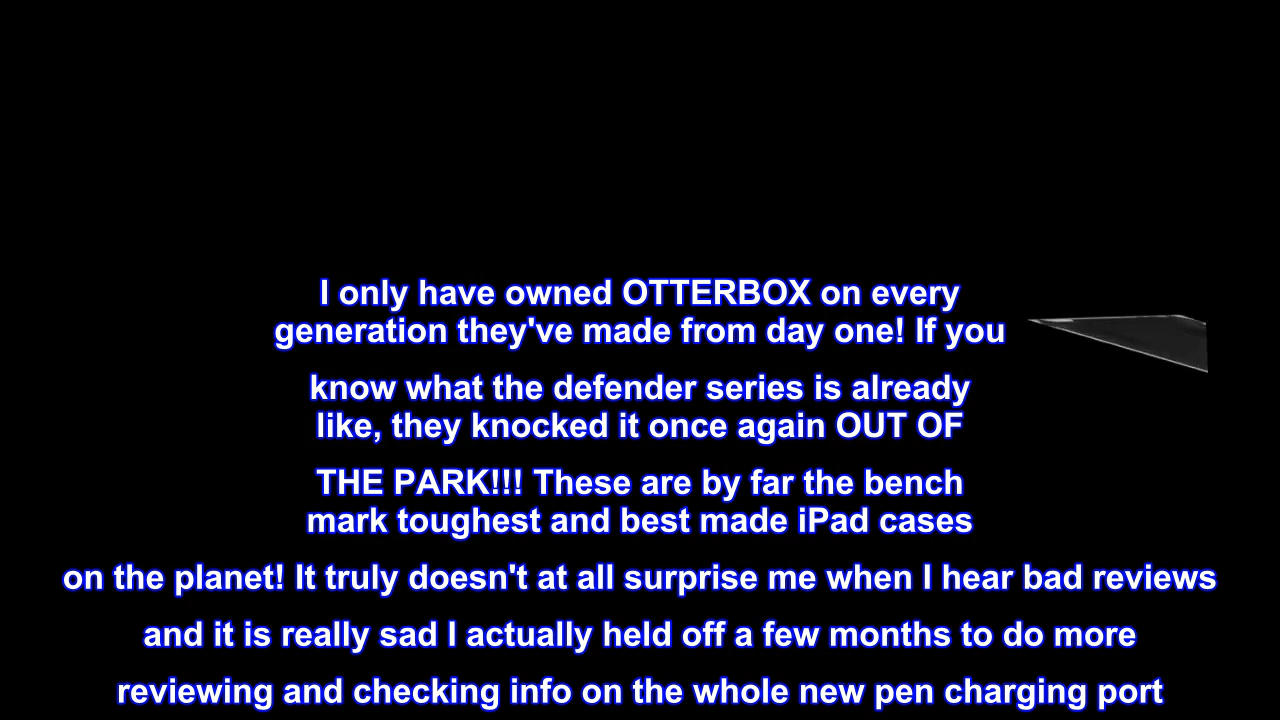 I only have owned OTTERBOX on every
generation they've made from day one! If you
know what the defender series is already
like, they knocked it once again OUT OF
THE PARK!!! These are by far the bench
mark toughest and best made iPad cases
on the planet! It truly doesn't at all surprise me when I hear bad reviews
and it is really sad I actually held off a few months to do more
reviewing and checking info on the whole new pen charging port